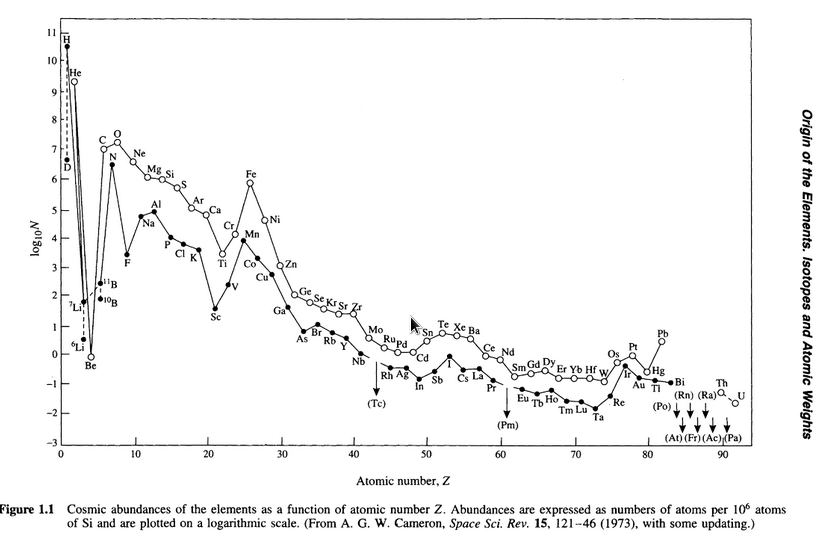 Origin of the Elements. Isotopes and Atomic Weights
log₁₀N
11
10
9
8
7
6
5
4
3
2
1
0
−1
−2
−3
H
He
D
⁷Li
⁶Li
Be
¹¹B
¹⁰B
C
N
O
F
Ne
Na
Mg
Al
Si
P
S
Cl
Ar
K
Ca
Sc
Ti
V
Cr
Mn
Fe
Co
Ni
Cu
Zn
Ga
Ge
As
Se
Br
Kr
Rb
Sr
Y
Zr
Nb
Mo
(Tc)
Ru
Rh
Pd
Ag
Cd
In
Sn
Sb
Te
I
Xe
Cs
Ba
La
Ce
Pr
Nd
(Pm)
Sm
Eu
Gd
Tb
Dy
Ho
Er
Tm
Yb
Lu
Hf
Ta
W
Re
Os
Ir
Pt
Au
Hg
Tl
Pb
Bi
(Po)
(At)
(Rn)
(Fr)
(Ra)
(Ac)
Th
(Pa)
U
0 10 20 30 40 50 60 70 80 90
Atomic number, Z
Figure 1.1 Cosmic abundances of the elements as a function of atomic number Z. Abundances are expressed as numbers of atoms per 10⁶ atoms
of Si and are plotted on a logarithmic scale. (From A. G. W. Cameron, Space Sci. Rev. 15, 121–46 (1973), with some updating.)